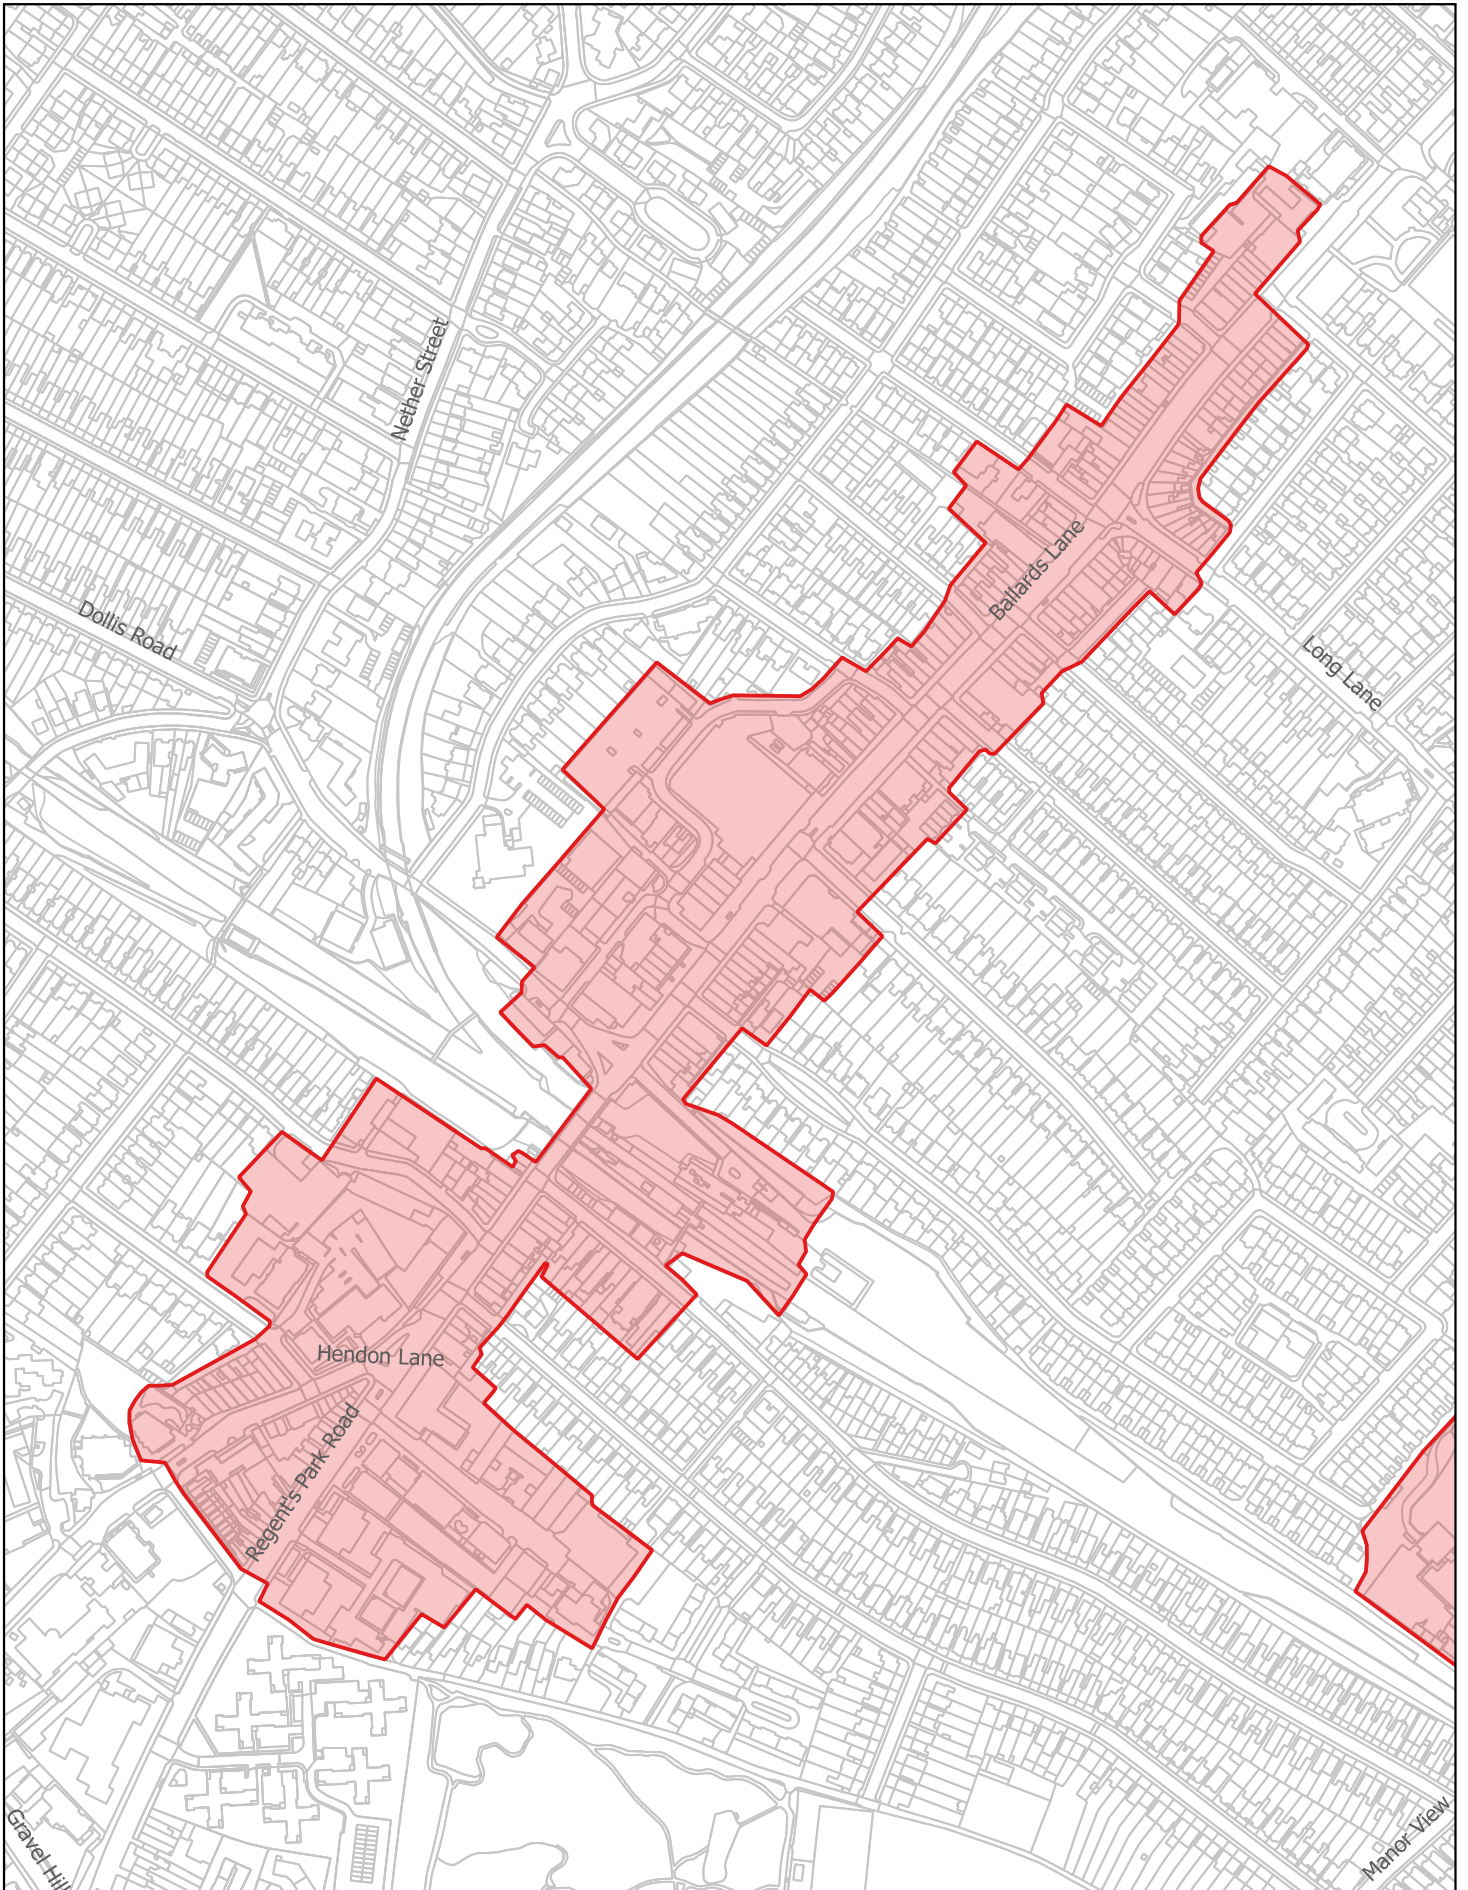 Nether Street
Ballards Lane
Dollis Road
Long Lane
Hendon Lane
Regent's Park Road
Gravel Hill
Manor View